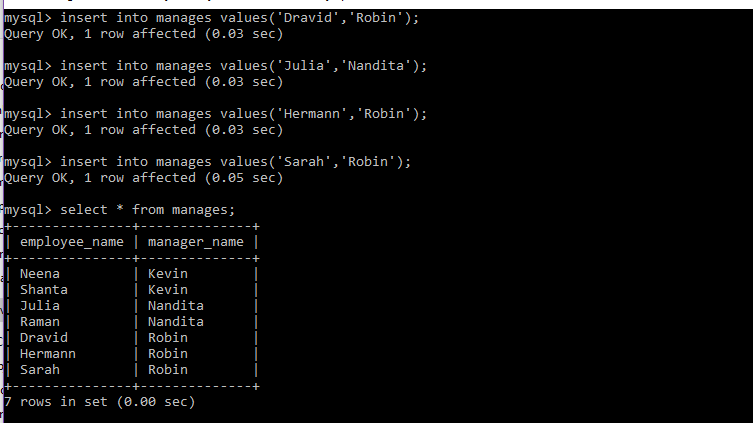 mysql> insert into manages values('Dravid','Robin');
Query OK, 1 row affected (0.03 sec)
mysql> insert into manages values('Julia','Nandita');
Query OK, 1 row affected (0.03 sec)
mysql> insert into manages values('Hermann','Robin');
Query OK, 1 row affected (0.03 sec)
mysql> insert into manages values('Sarah','Robin');
Query OK, 1 row affected (0.05 sec)
mysql> select * from manages;
+---------------+--------------+
| employee_name | manager_name |
+---------------+--------------+
| Neena         | Kevin        |
| Shanta        | Kevin        |
| Julia         | Nandita      |
| Raman         | Nandita      |
| Dravid        | Robin        |
| Hermann       | Robin        |
| Sarah         | Robin        |
+---------------+--------------+
7 rows in set (0.00 sec)